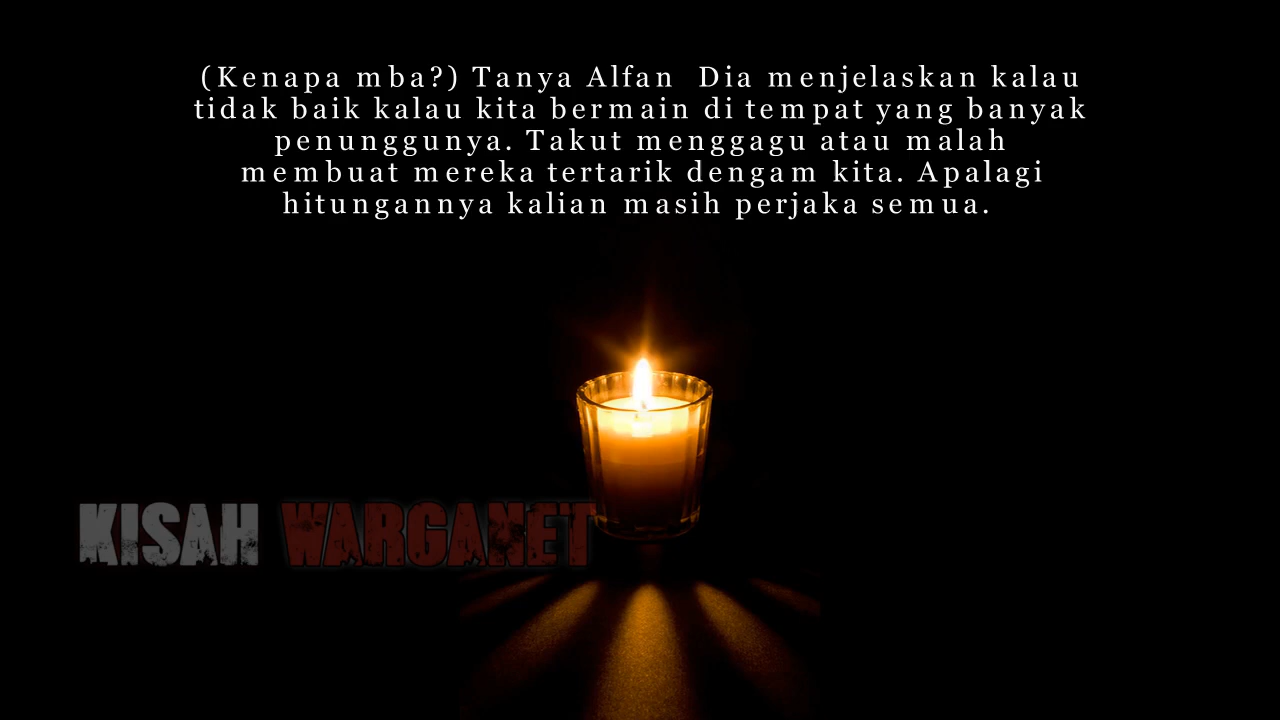 (Kenapa mba?) Tanya Alfan  Dia menjelaskan kalau
tidak baik kalau kita bermain di tempat yang banyak
penunggunya. Takut menggagu atau malah
membuat mereka tertarik dengam kita. Apalagi
hitungannya kalian masih perjaka semua.
KISAH WARGANET